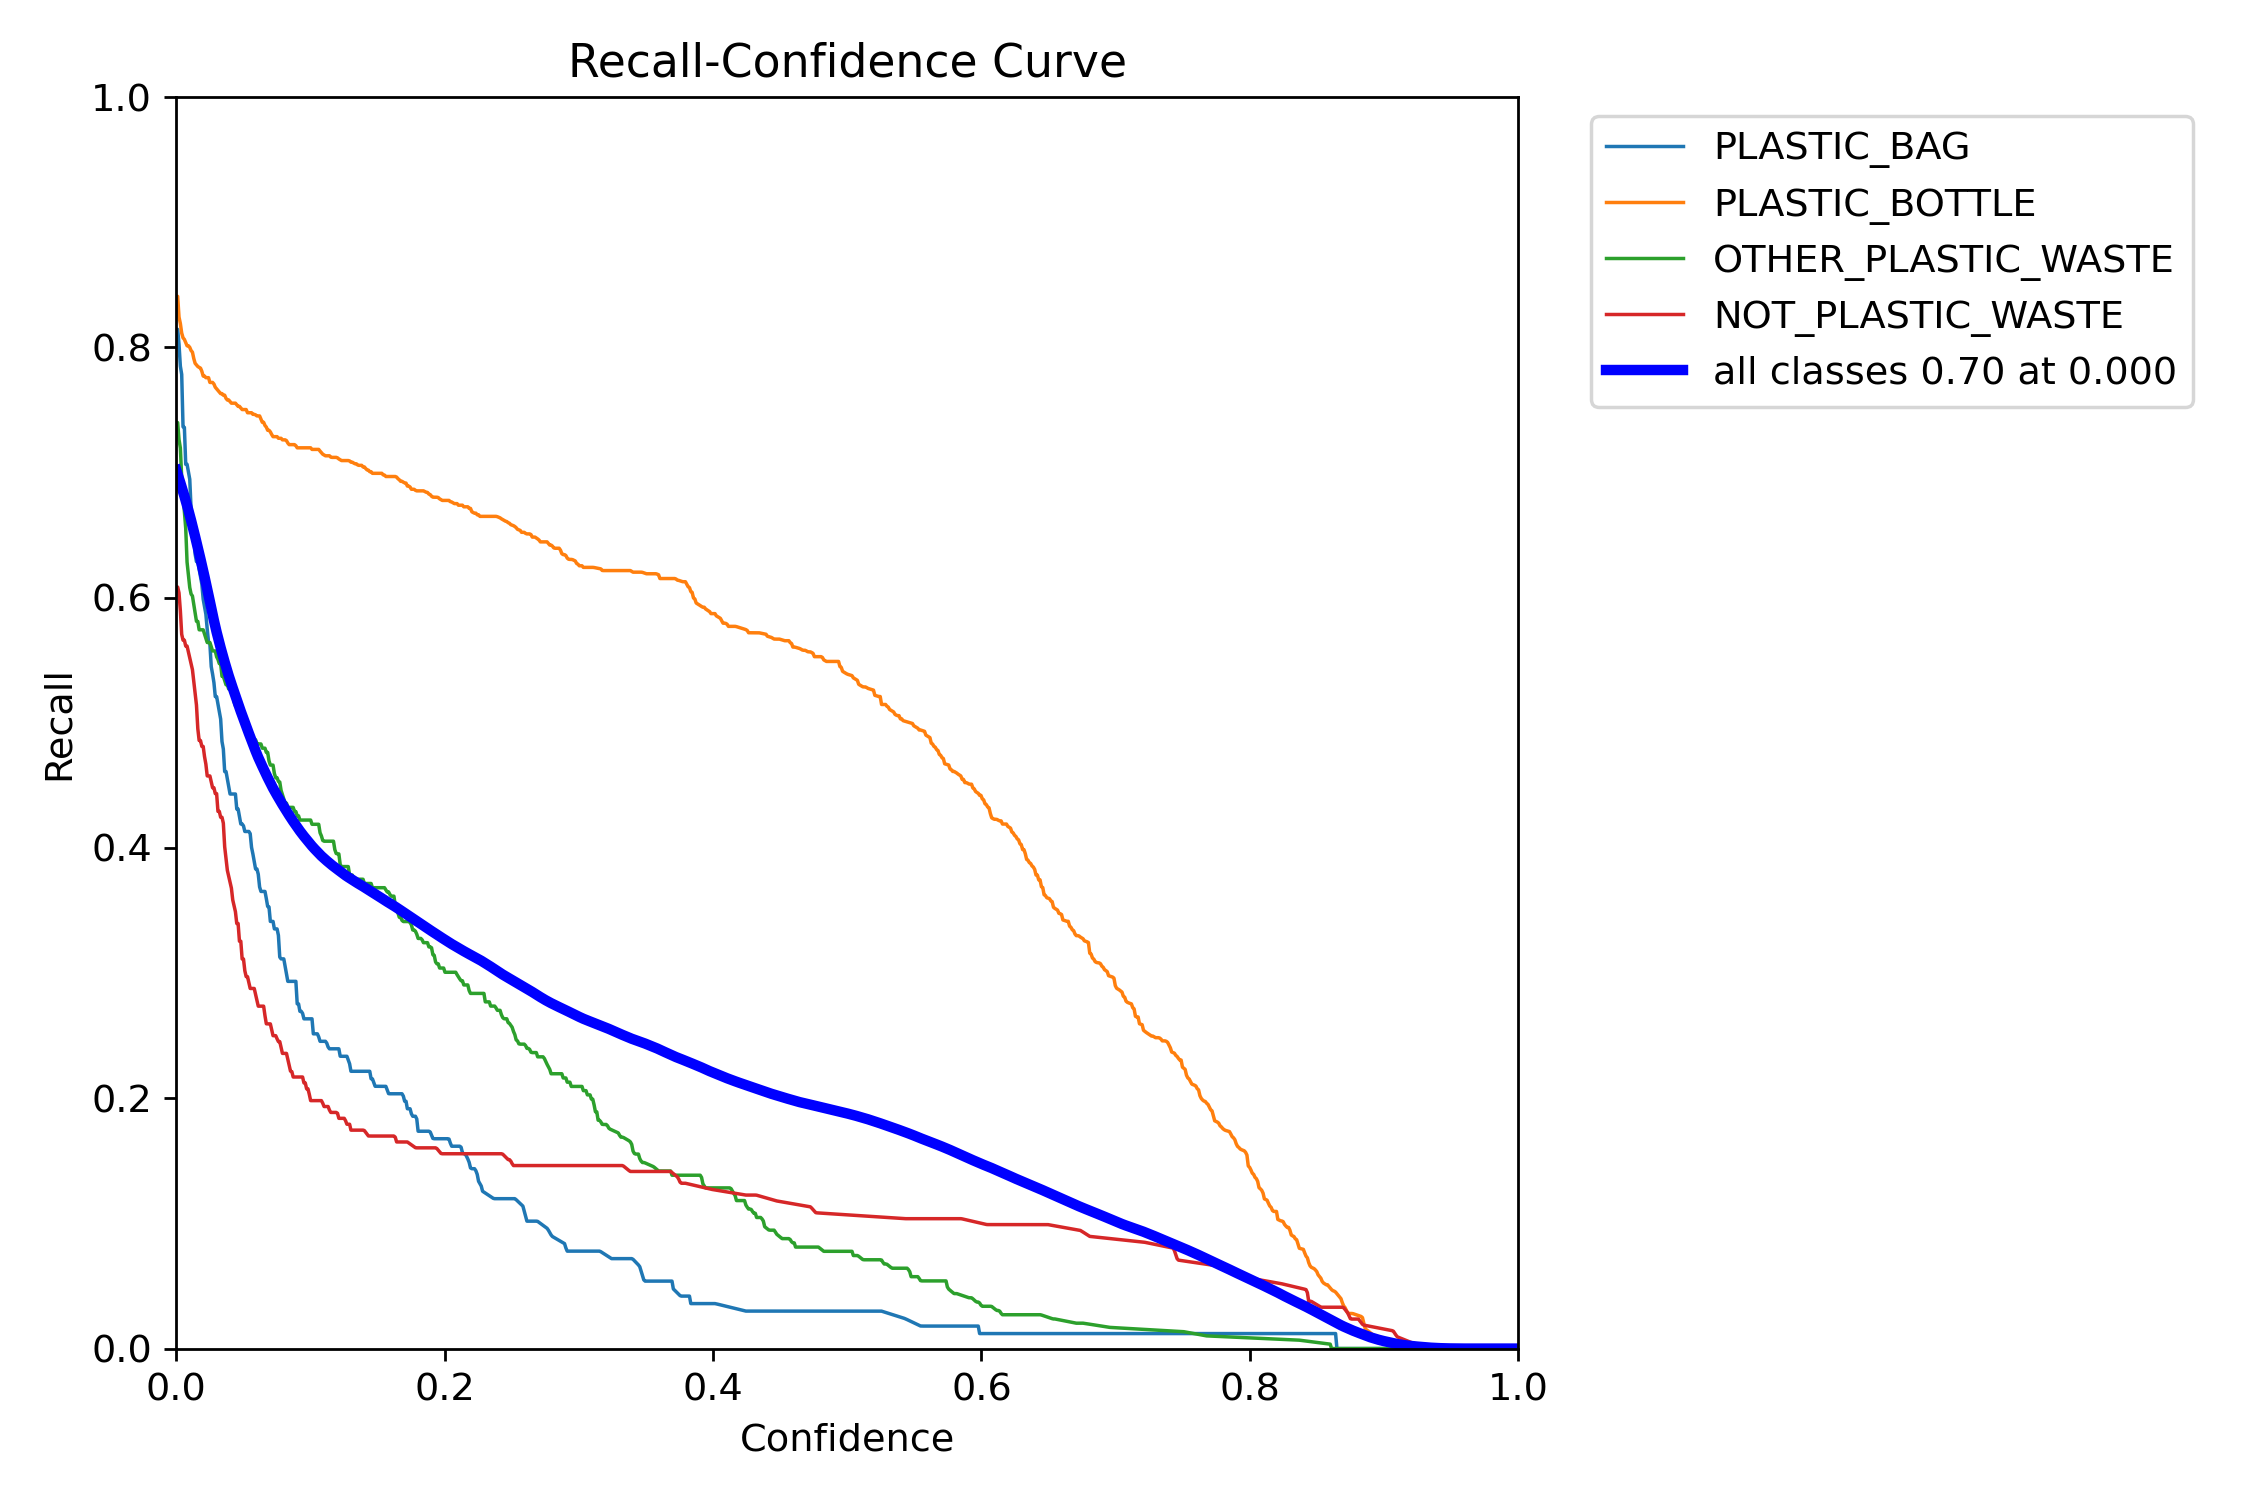 Recall-Confidence Curve
1.0
0.8
0.6
0.4
0.2
0.0
Recall
0.0 0.2 0.4 0.6 0.8 1.0
Confidence
PLASTIC_BAG
PLASTIC_BOTTLE
OTHER_PLASTIC_WASTE
NOT_PLASTIC_WASTE
all classes 0.70 at 0.000